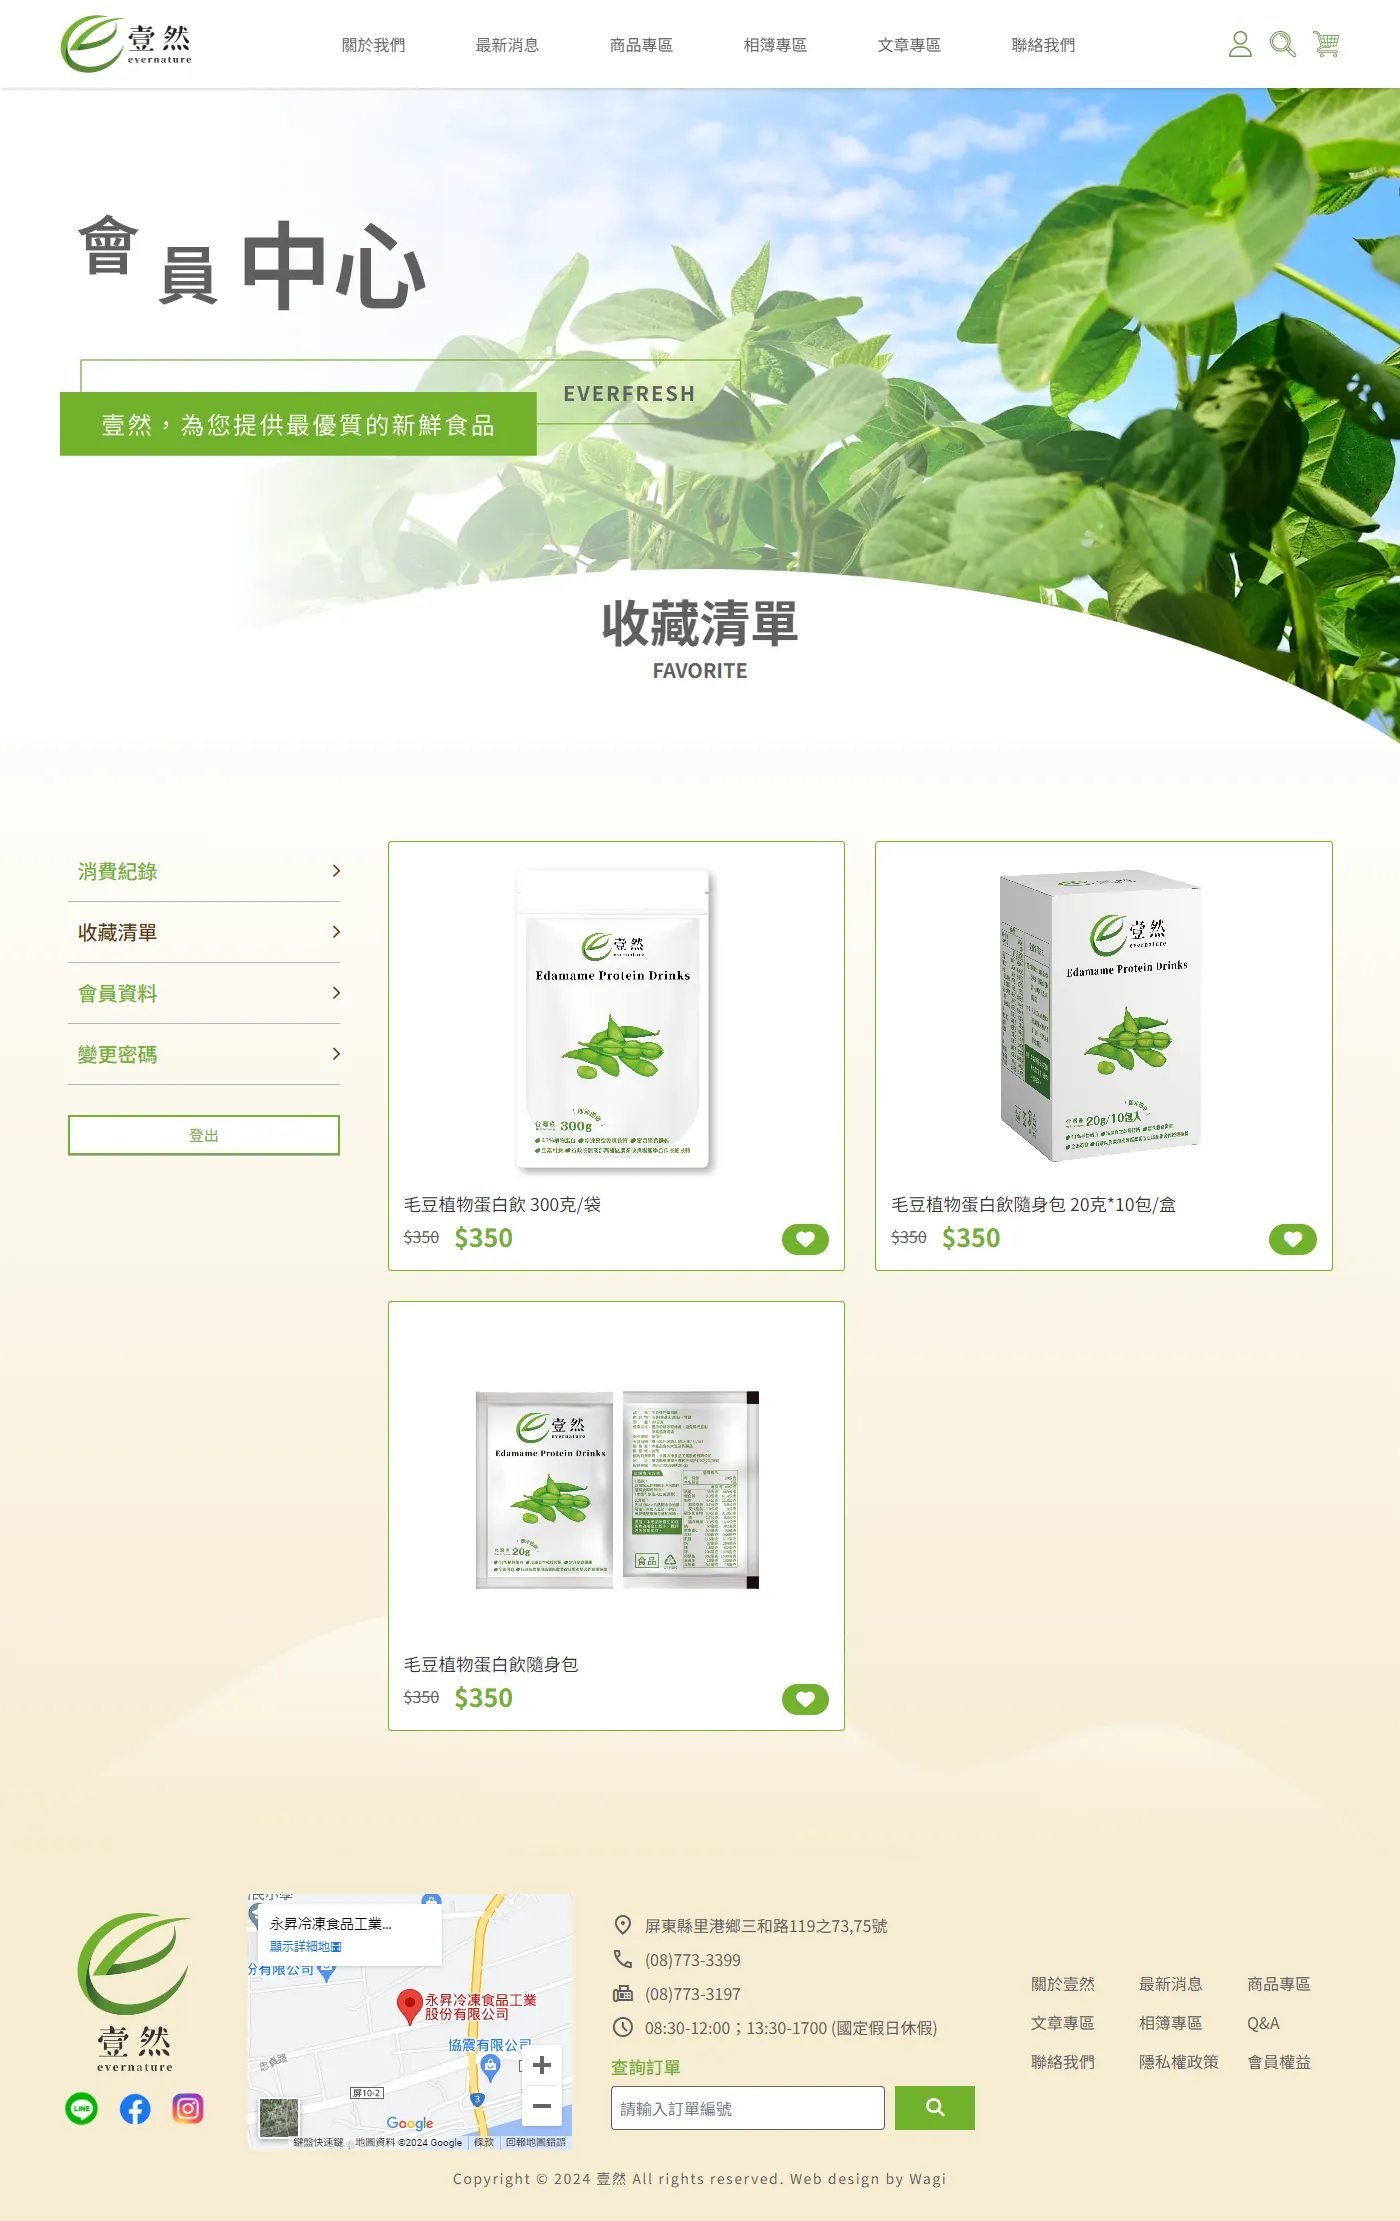 壹然
evernature
關於我們
最新消息
商品專區
相簿專區
文章專區
聯絡我們
會員中心
EVERFRESH
壹然，為您提供最優質的新鮮食品
收藏清單
FAVORITE
消費紀錄
收藏清單
會員資料
變更密碼
登出
壹然
evernature
Edamame Protein Drinks
300g
毛豆植物蛋白飲 300克/袋
$350 $350
壹然
evernature
Edamame Protein Drinks
20g/10包入
毛豆植物蛋白飲隨身包 20克*10包/盒
$350 $350
壹然
evernature
Edamame Protein Drinks
20g
食品
毛豆植物蛋白飲隨身包
$350 $350
壹然
evernature
LINE
永昇冷凍食品工業...
顯示詳細地圖
份有限公司
永昇冷凍食品工業
股份有限公司
協震有限公司
忠貞路
屏10-2
3
Google
鍵盤快速鍵
地圖資料 ©2024 Google
條款
回報地圖錯誤
屏東縣里港鄉三和路119之73,75號
(08)773-3399
(08)773-3197
08:30-12:00；13:30-1700 (國定假日休假)
查詢訂單
請輸入訂單編號
關於壹然
最新消息
商品專區
文章專區
相簿專區
Q&A
聯絡我們
隱私權政策
會員權益
Copyright © 2024 壹然 All rights reserved. Web design by Wagi